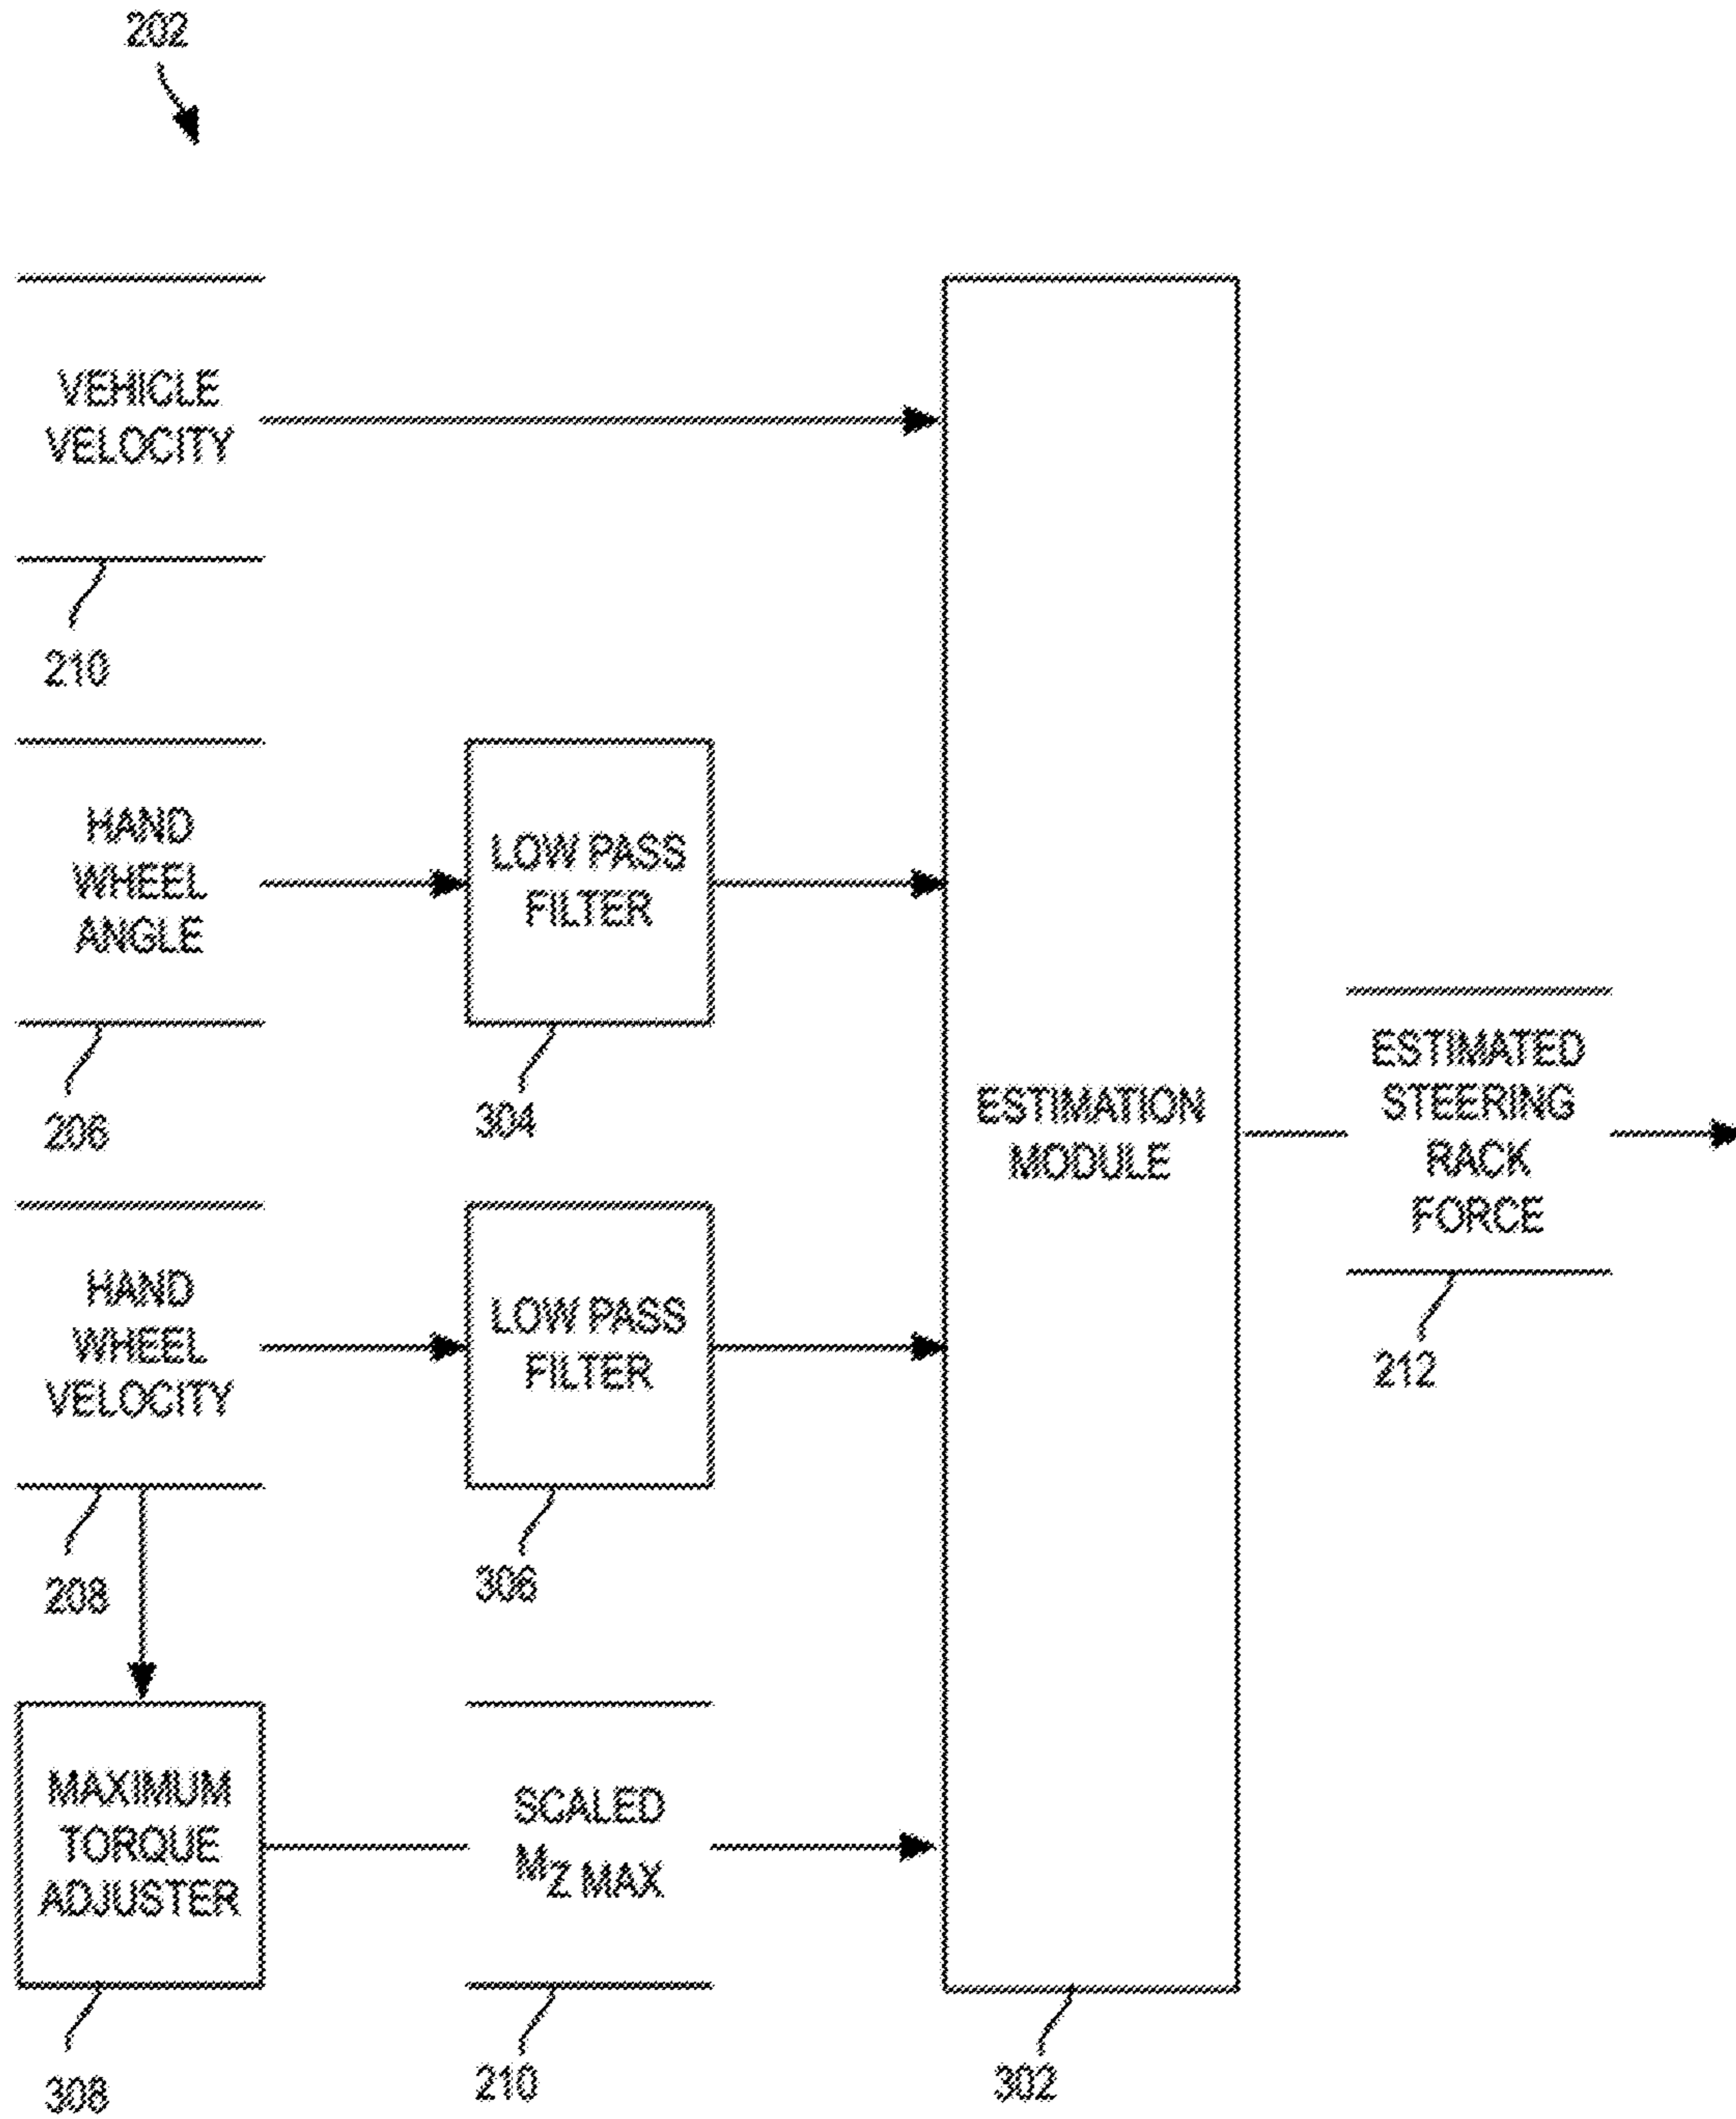 202
VEHICLE
VELOCITY
210
HAND
WHEEL
ANGLE
206
LOW PASS
FILTER
304
HAND
WHEEL
VELOCITY
208
LOW PASS
FILTER
306
MAXIMUM
TORQUE
ADJUSTER
308
SCALED
MZ MAX
210
ESTIMATION
MODULE
302
ESTIMATED
STEERING
RACK
FORCE
212